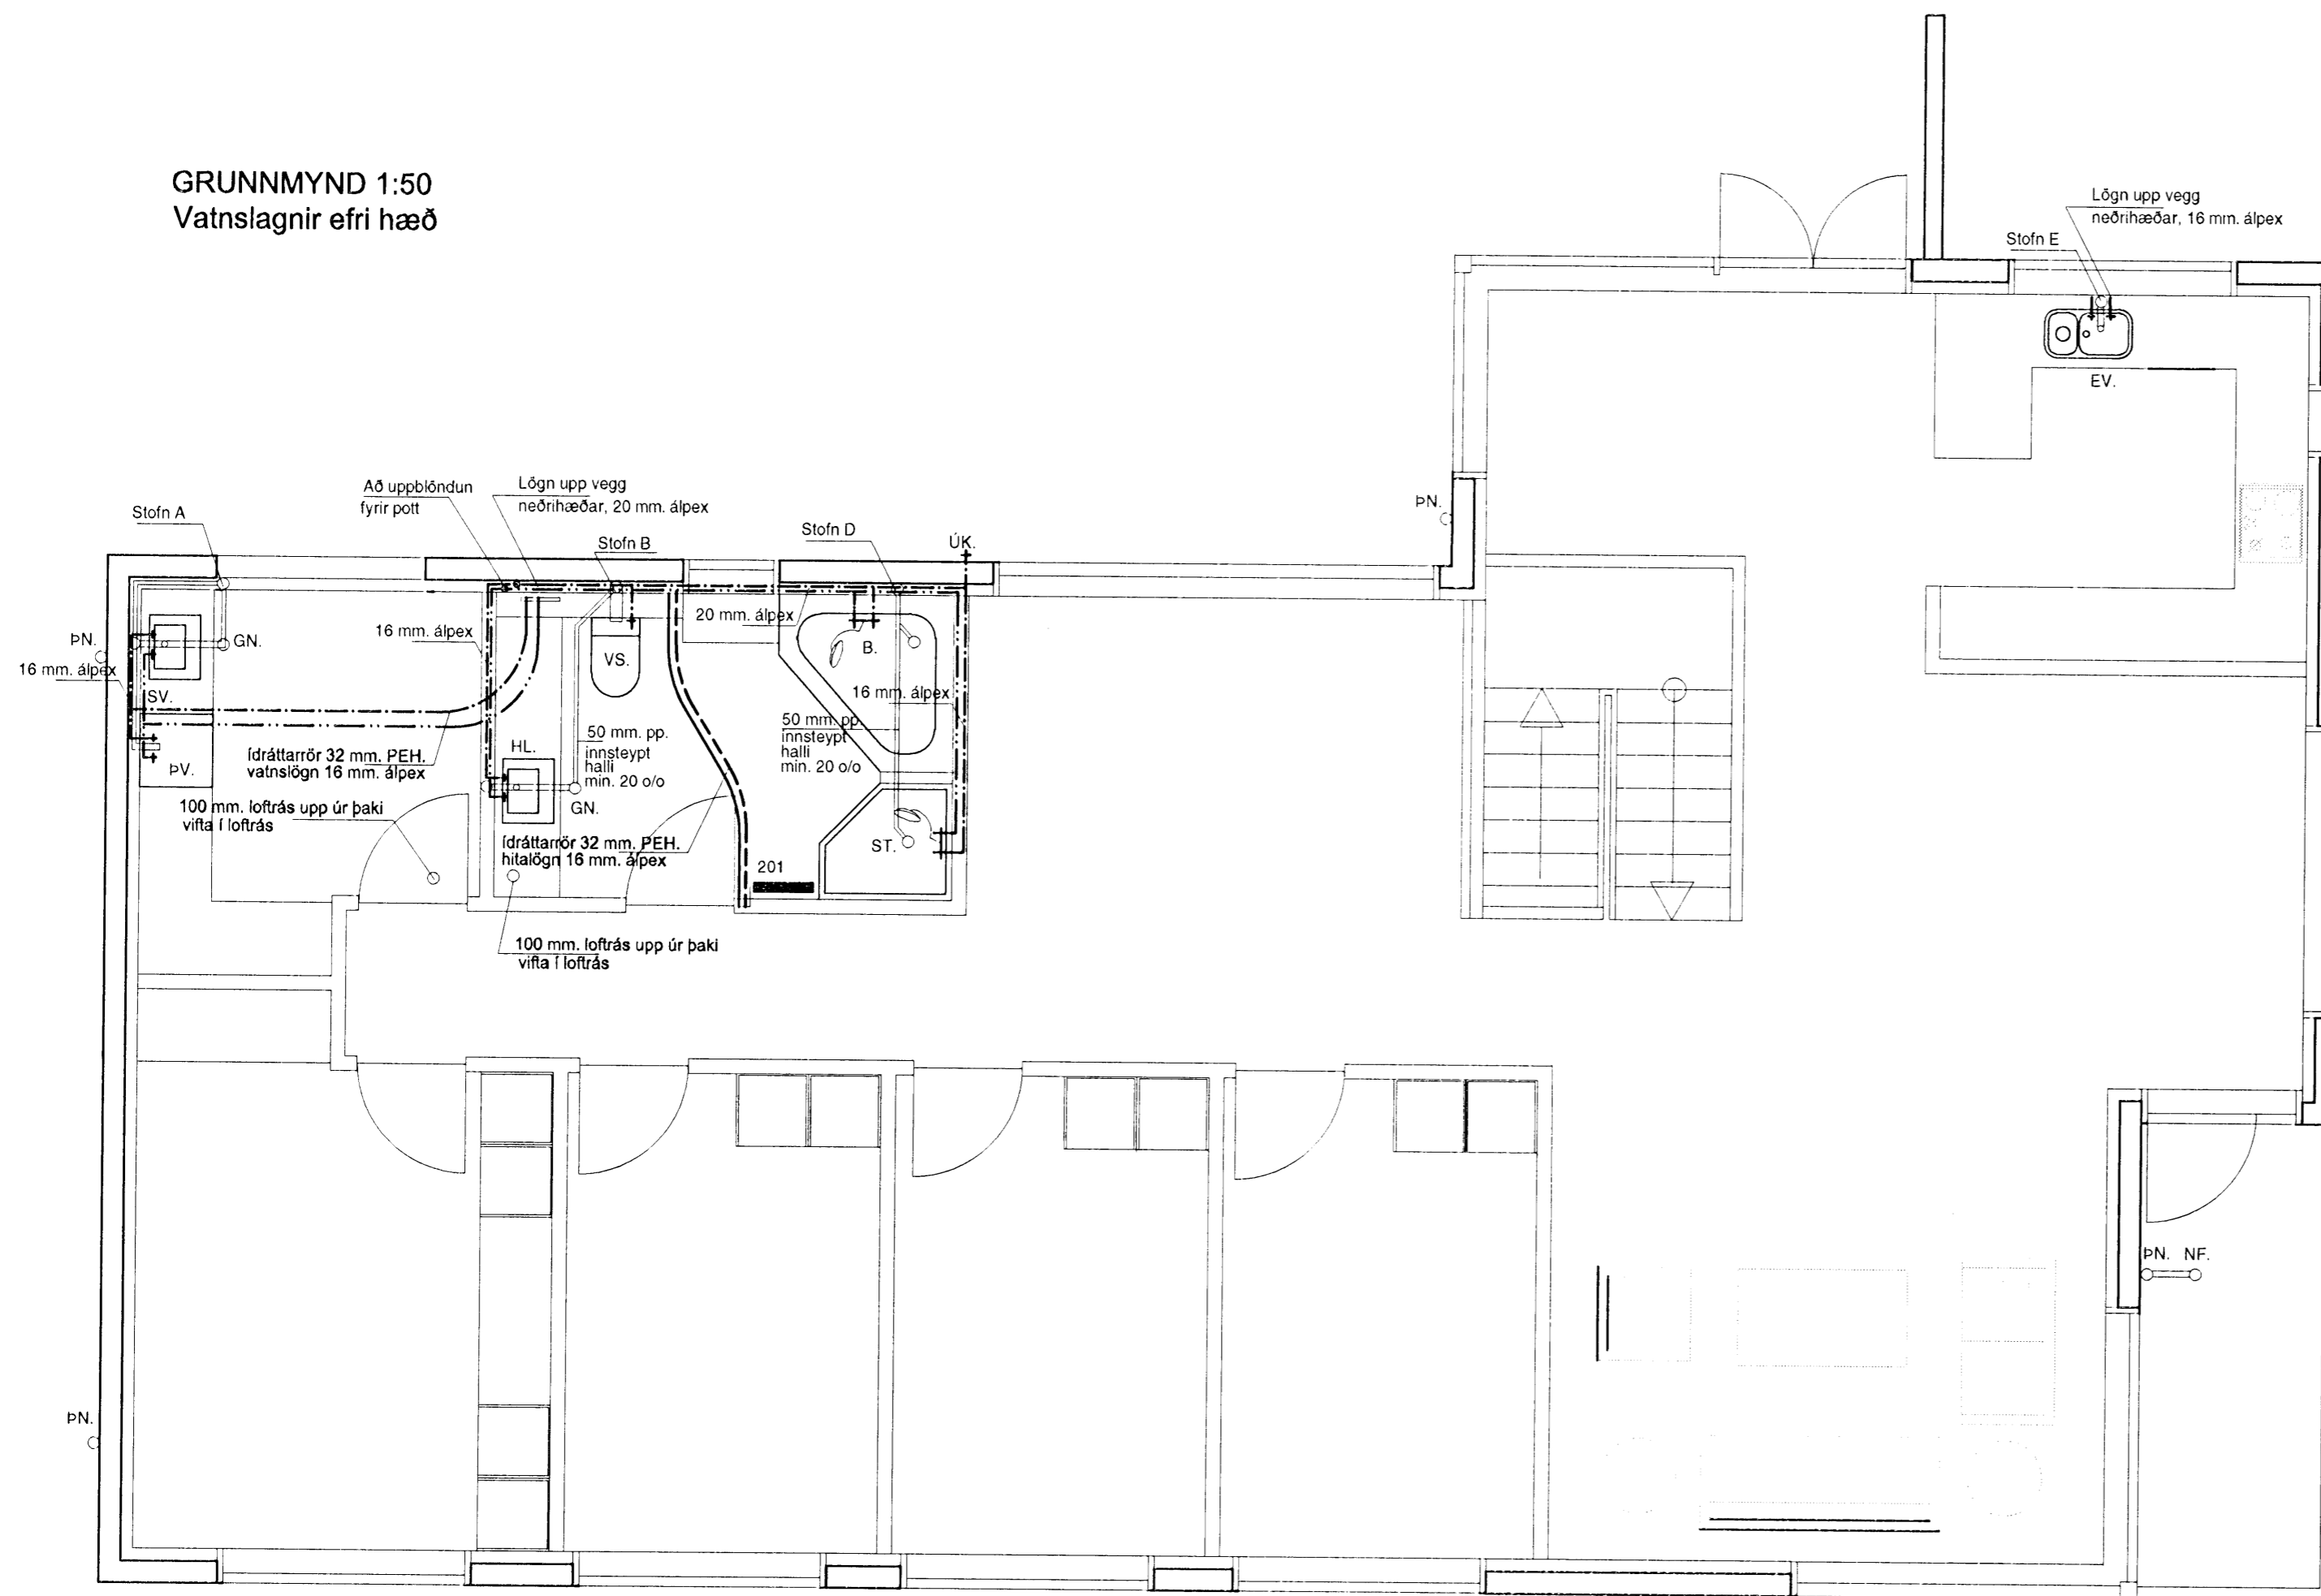 GRUNNMYND 1:50
Vatnslagnir efri hæð
Lögn upp vegg
neðrihæðar, 16 mm. álpex
Stofn E
EV.
Að uppblöndun
fyrir pott
Lögn upp vegg
neðrihæðar, 20 mm. álpex
ÞN.
Stofn A
Stofn B
Stofn D
ÚK.
ÞN.
GN.
16 mm. álpex
20 mm. álpex
16 mm. álpex
VS.
B.
SV.
16 mm. álpex
50 mm. pp.
innsteypt
halli
min. 20 o/o
50 mm. pp.
innsteypt
halli
min. 20 o/o
HL.
Ídráttarrör 32 mm. PEH.
vatnslögn 16 mm. álpex
ÞV.
GN.
100 mm. loftrás upp úr þaki
vifta í loftrás
Ídráttarrör 32 mm. PEH.
hitalögn 16 mm. álpex
ST.
201
100 mm. loftrás upp úr þaki
vifta í loftrás
ÞN. NF.
ÞN.